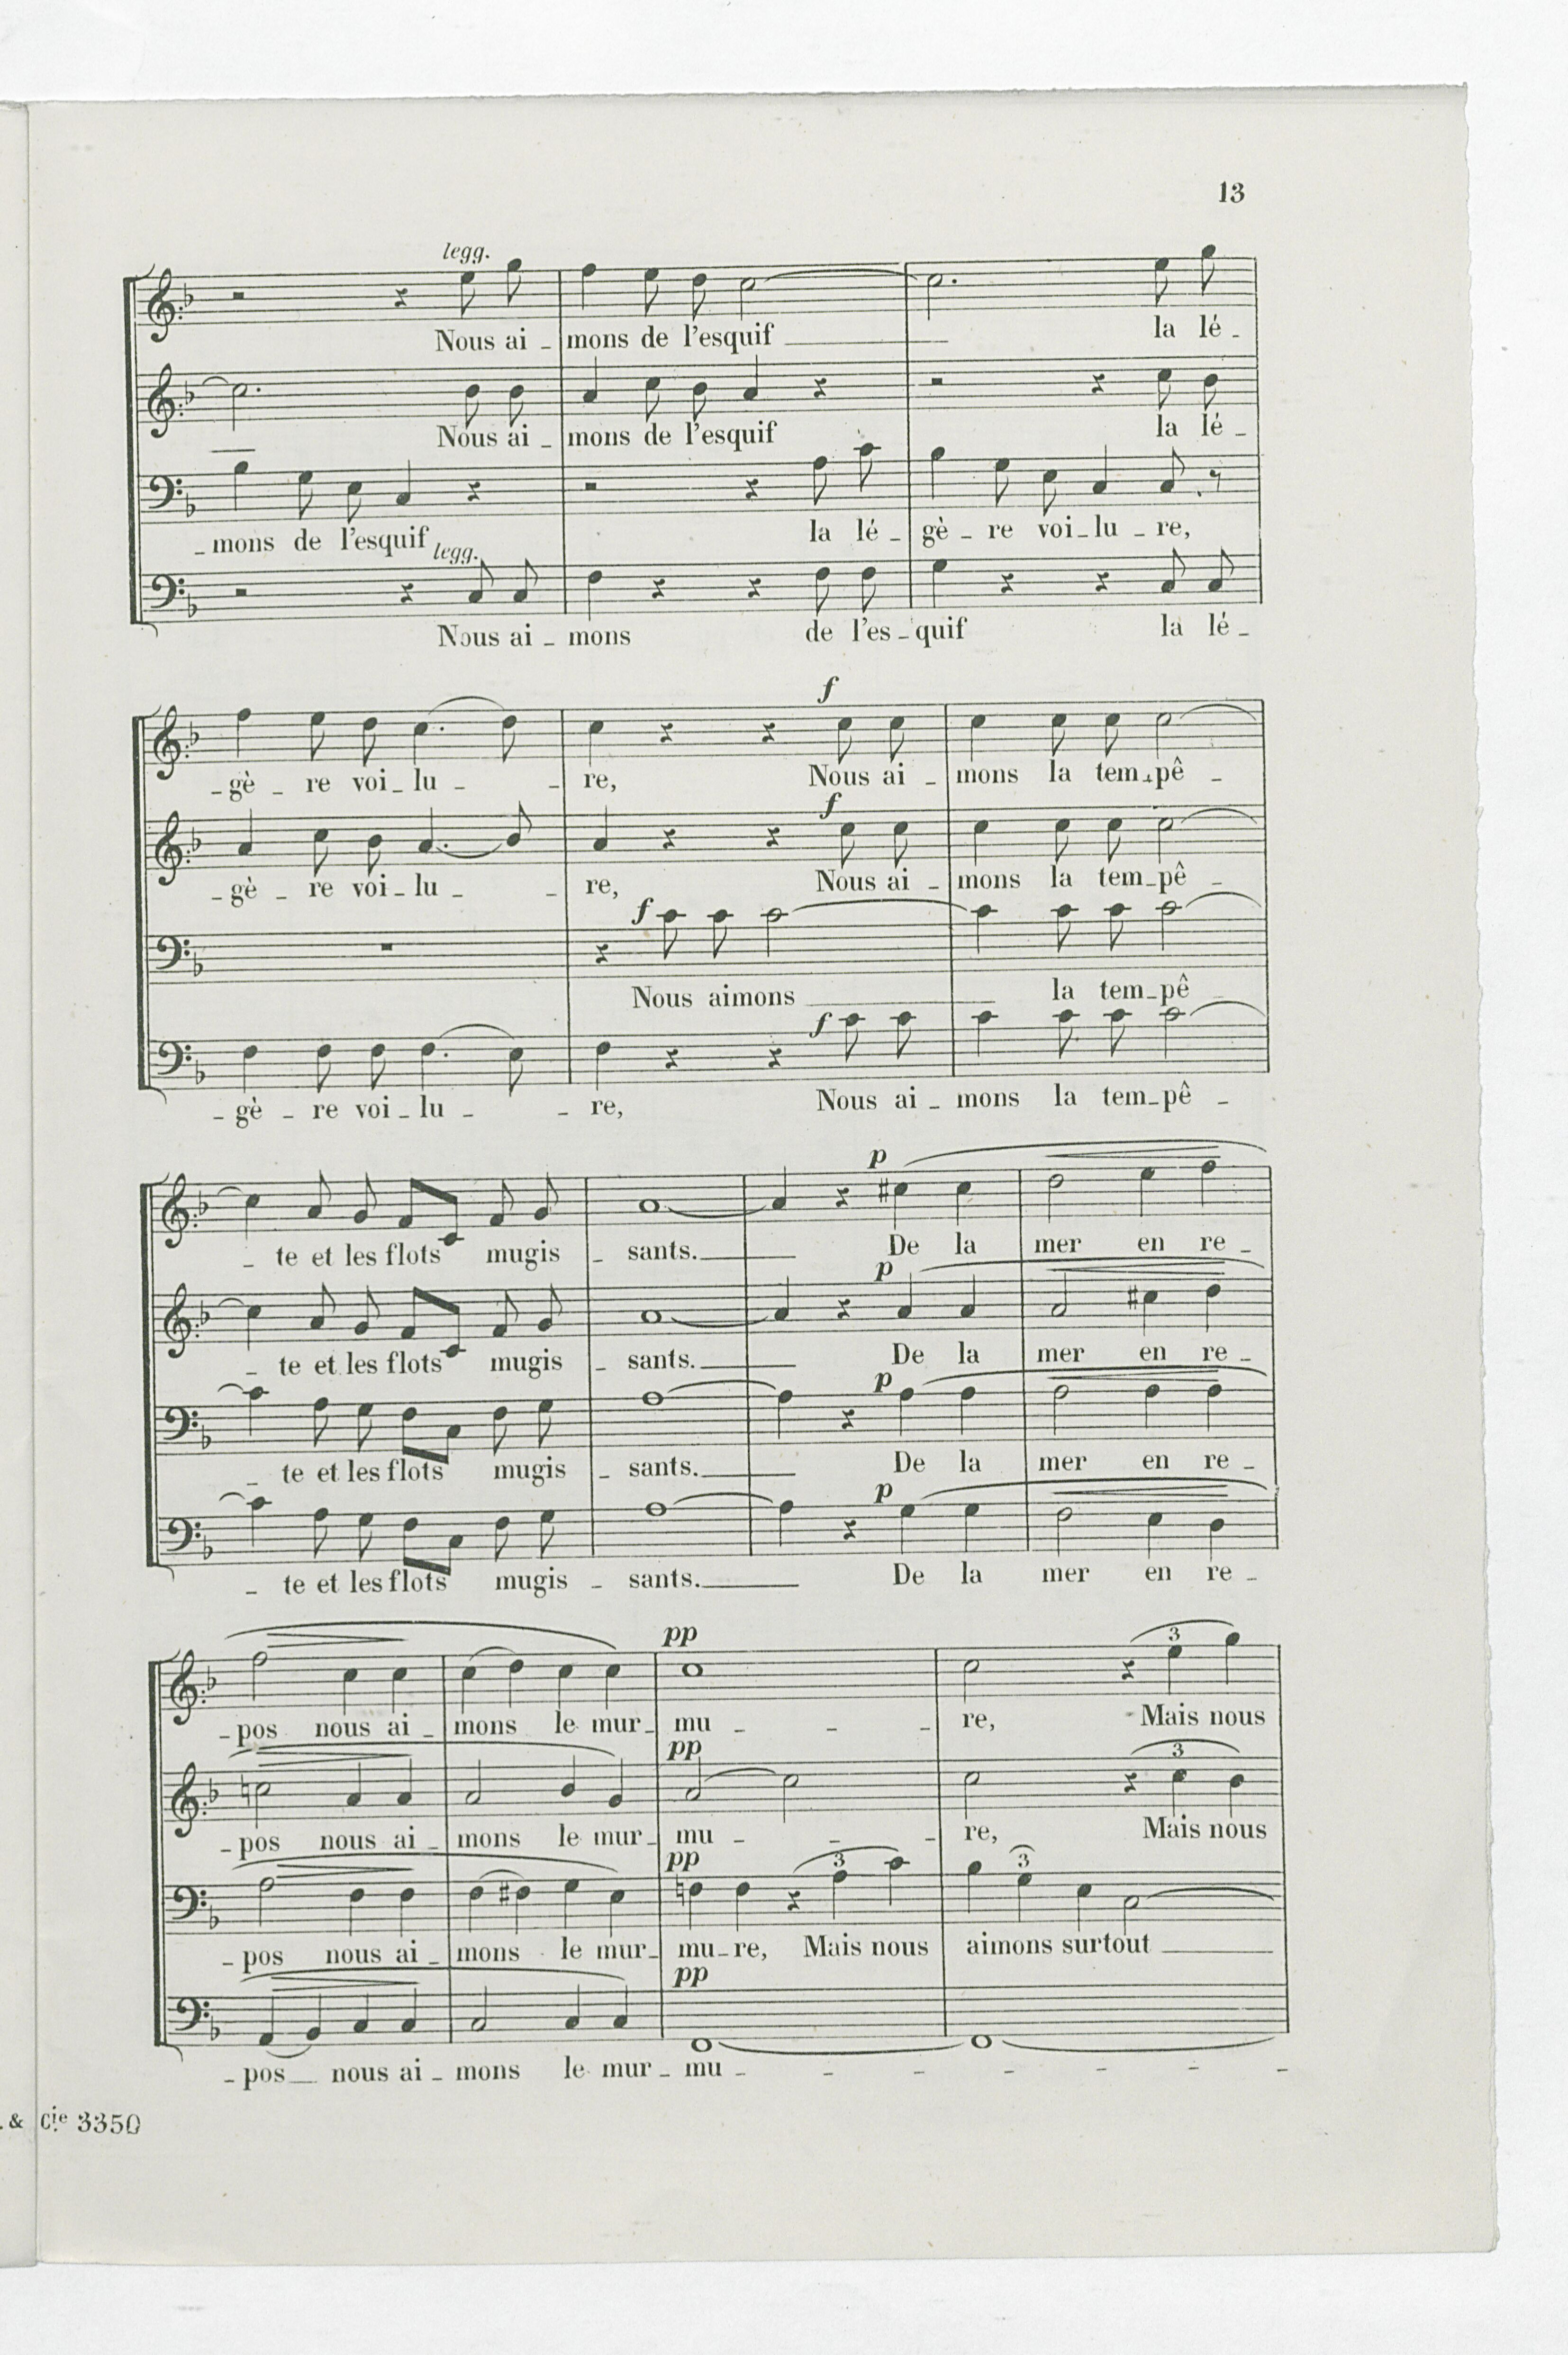 13
legg.
Nous ai - mons de l'esquif la lé -
Nous ai - mons de l'esquif la lé -
- mons de l'esquif la lé - gè - re voi - lu - re,
legg.
Nous ai - mons de l'es - quif la lé -
f
- gè - re voi - lu - - re, Nous ai - mons la tem - pê -
f
- gè - re voi - lu - - re, Nous ai - mons la tem - pê -
f
Nous aimons la tem - pê -
f
- gè - re voi - lu - - re, Nous ai - mons la tem - pê -
p
- te et les flots mugis - sants. De la mer en re -
p
- te et les flots mugis - sants. De la mer en re -
p
- te et les flots mugis - sants. De la mer en re -
p
- te et les flots mugis - sants. De la mer en re -
pp 3
- pos nous ai - mons le mur - mu - - - re, Mais nous
pp 3
- pos nous ai - mons le mur - mu - - - re, Mais nous
pp 3 3
- pos nous ai - mons le mur - mu - re, Mais nous aimons surtout
pp
- pos nous ai - mons le mur - mu - - - - - - -
. & Cie 3350